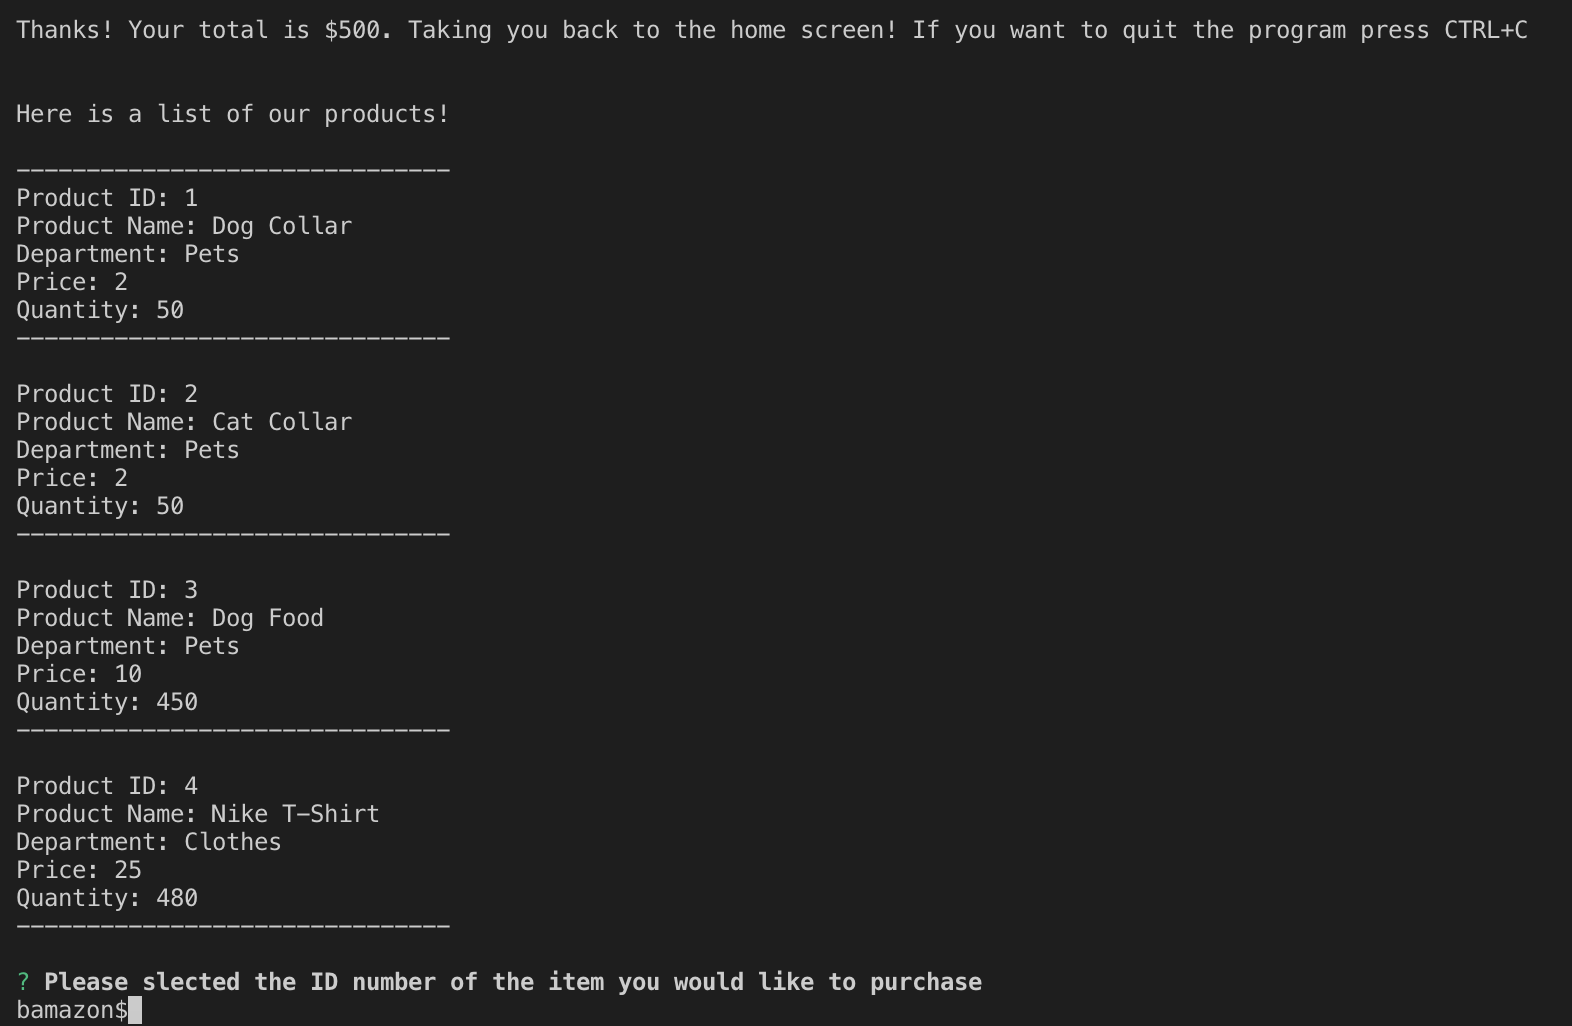 Thanks! Your total is $500. Taking you back to the home screen! If you want to quit the program press CTRL+C
Here is a list of our products!
-------------------------------
Product ID: 1
Product Name: Dog Collar
Department: Pets
Price: 2
Quantity: 50
-------------------------------
Product ID: 2
Product Name: Cat Collar
Department: Pets
Price: 2
Quantity: 50
-------------------------------
Product ID: 3
Product Name: Dog Food
Department: Pets
Price: 10
Quantity: 450
-------------------------------
Product ID: 4
Product Name: Nike T-Shirt
Department: Clothes
Price: 25
Quantity: 480
-------------------------------
? Please slected the ID number of the item you would like to purchase
bamazon$